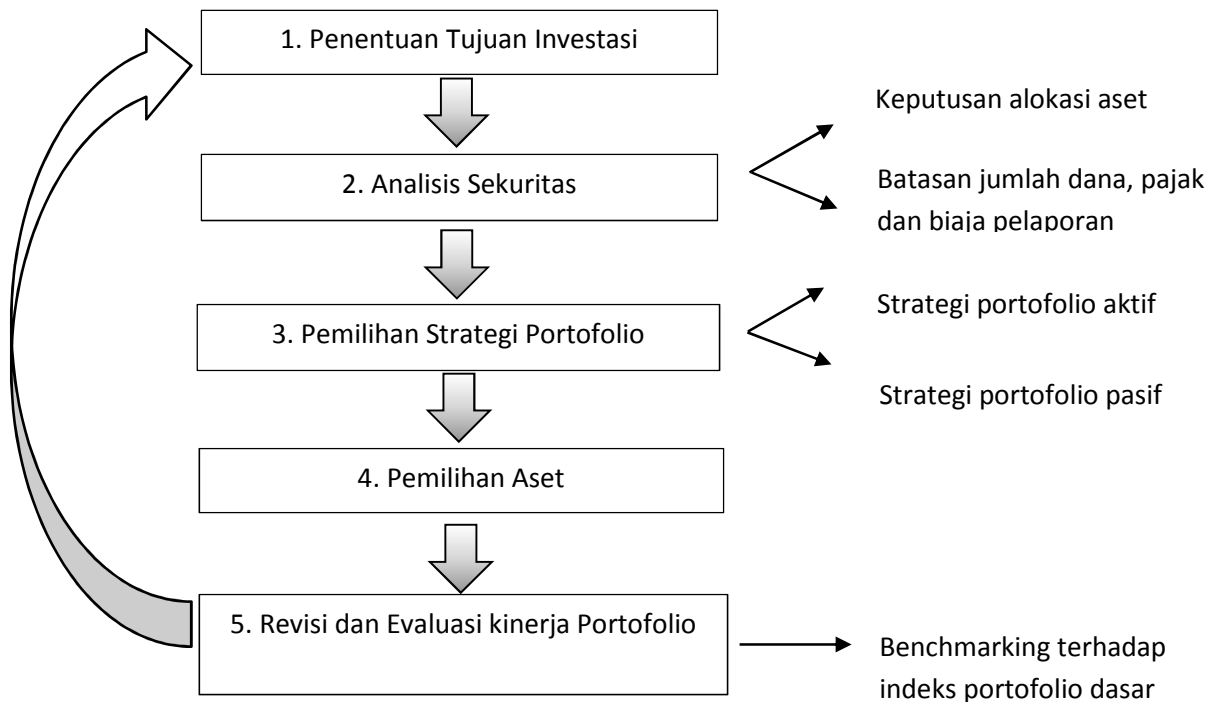 1. Penentuan Tujuan Investasi
Keputusan alokasi aset
2. Analisis Sekuritas
Batasan jumlah dana, pajak
dan biaja pelaporan
Strategi portofolio aktif
3. Pemilihan Strategi Portofolio
Strategi portofolio pasif
4. Pemilihan Aset
5. Revisi dan Evaluasi kinerja Portofolio
Benchmarking terhadap
indeks portofolio dasar